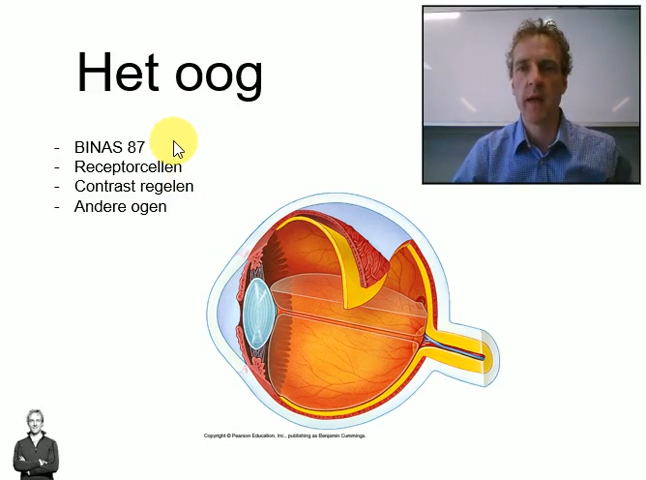 Het oog
- BINAS 87
- Receptorcellen
- Contrast regelen
- Andere ogen
Copyright © Pearson Education, Inc., publishing as Benjamin Cummings.